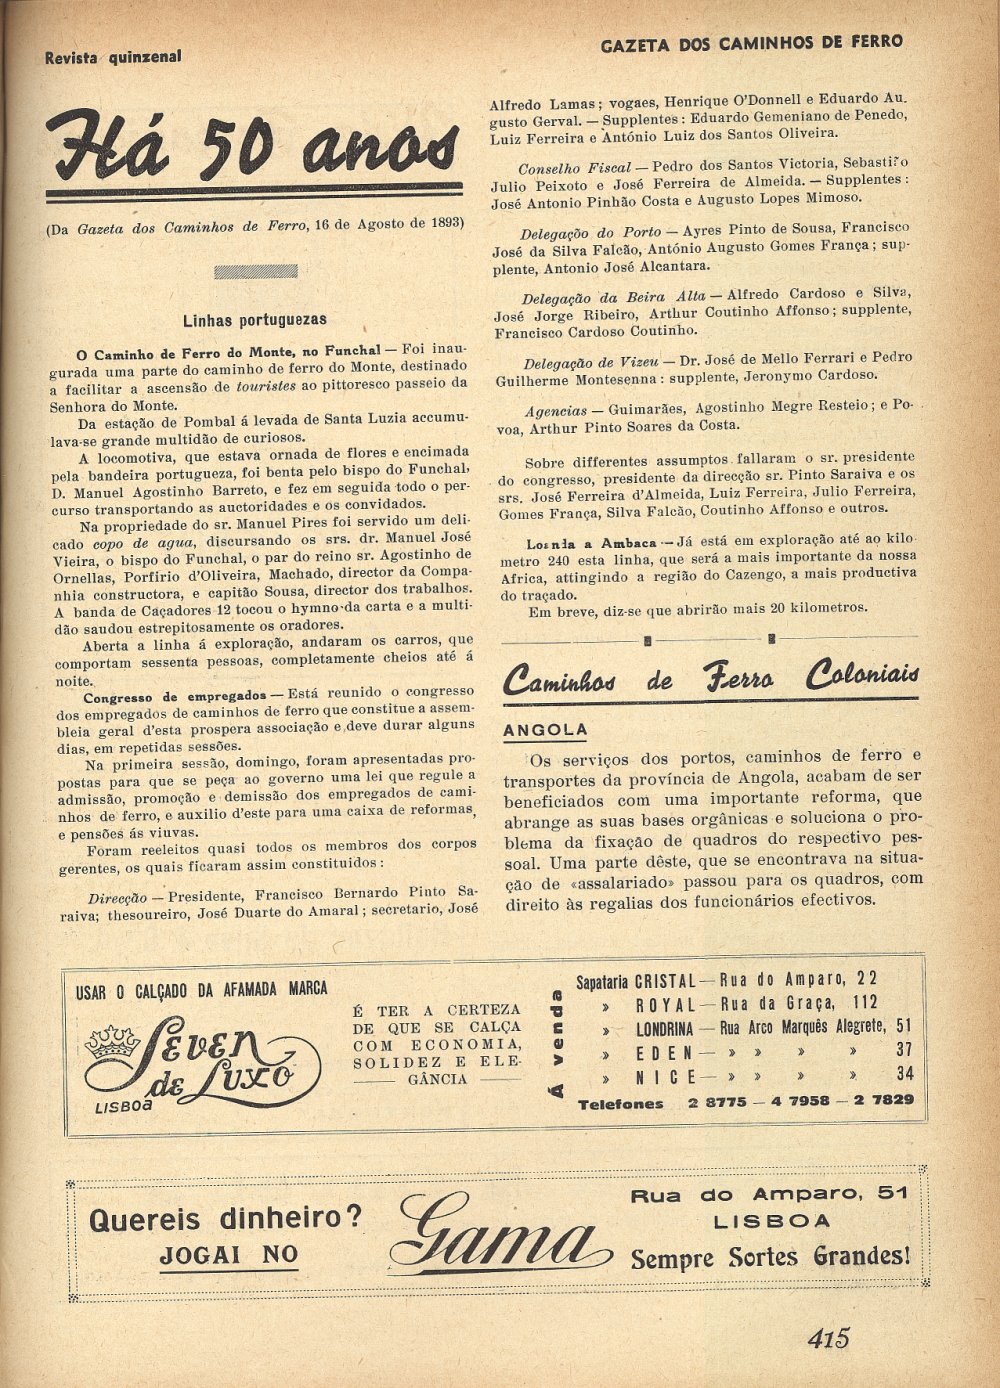 Revista quinzenal
GAZETA DOS CAMINHOS DE FERRO
Há 50 anos
(Da Gazeta dos Caminhos de Ferro, 16 de Agosto de 1893)
Linhas portuguezas
O Caminho de Ferro do Monte, no Funchal — Foi inau-
gurada uma parte do caminho de ferro do Monte, destinado
a facilitar a ascensão de touristes ao pittoresco passeio da
Senhora do Monte.
Da estação de Pombal á levada de Santa Luzia accumu-
lava-se grande multidão de curiosos.
A locomotiva, que estava ornada de flores e encimada
pela bandeira portugueza, foi benta pelo bispo do Funchal,
D. Manuel Agostinho Barreto, e fez em seguida todo o per-
curso transportando as auctoridades e os convidados.
Na propriedade do sr. Manuel Pires foi servido um deli-
cado copo de agua, discursando os srs. dr. Manuel José
Vieira, o bispo do Funchal, o par do reino sr. Agostinho de
Ornellas, Porfirio d'Oliveira, Machado, director da Compa-
nhia constructora, e capitão Sousa, director dos trabalhos.
A banda de Caçadores 12 tocou o hymno da carta e a multi-
dão saudou estrepitosamente os oradores.
Aberta a linha á exploração, andaram os carros, que
comportam sessenta pessoas, completamente cheios até á
noite.
Congresso de empregados — Está reunido o congresso
dos empregados de caminhos de ferro que constitue a assem-
bleia geral d'esta prospera associação e deve durar alguns
dias, em repetidas sessões.
Na primeira sessão, domingo, foram apresentadas pro-
postas para que se peça ao governo uma lei que regule a
admissão, promoção e demissão dos empregados de cami-
nhos de ferro, e auxilio d'este para uma caixa de reformas,
e pensões ás viuvas.
Foram reeleitos quasi todos os membros dos corpos
gerentes, os quais ficaram assim constituidos :
Direcção — Presidente, Francisco Bernardo Pinto Sa-
raiva; thesoureiro, José Duarte do Amaral ; secretario, José
Alfredo Lamas ; vogaes, Henrique O'Donnell e Eduardo Au.
gusto Gerval. — Supplentes : Eduardo Gemeniano de Penedo,
Luiz Ferreira e António Luiz dos Santos Oliveira.
Conselho Fiscal — Pedro dos Santos Victoria, Sebastião
Julio Peixoto e José Ferreira de Almeida. — Supplentes :
José Antonio Pinhão Costa e Augusto Lopes Mimoso.
Delegação do Porto — Ayres Pinto de Sousa, Francisco
José da Silva Falcão, António Augusto Gomes França ; sup-
plente, Antonio José Alcantara.
Delegação da Beira Alta — Alfredo Cardoso e Silva,
José Jorge Ribeiro, Arthur Coutinho Affonso ; supplente,
Francisco Cardoso Coutinho.
Delegação de Vizeu — Dr. José de Mello Ferrari e Pedro
Guilherme Montesenna : supplente, Jeronymo Cardoso.
Agencias — Guimarães, Agostinho Megre Resteio ; e Po-
voa, Arthur Pinto Soares da Costa.
Sobre differentes assumptos fallaram o sr. presidente
do congresso, presidente da direcção sr. Pinto Saraiva e os
srs. José Ferreira d'Almeida, Luiz Ferreira, Julio Ferreira,
Gomes França, Silva Falcão, Coutinho Affonso e outros.
a Ambaca — Já está em exploração até ao kilo
metro 240 esta linha, que será a mais importante da nossa
Africa, attingindo a região do Cazengo, a mais productiva
do traçado.
Em breve, diz-se que abrirão mais 20 kilometros.
Caminhos de Ferro Coloniais
ANGOLA
Os serviços dos portos, caminhos de ferro e
transportes da província de Angola, acabam de ser
beneficiados com uma importante reforma, que
abrange as suas bases orgânicas e soluciona o pro-
blema da fixação de quadros do respectivo pes-
soal. Uma parte dêste, que se encontrava na situa-
ção de «assalariado» passou para os quadros, com
direito às regalias dos funcionários efectivos.
USAR O CALÇADO DA AFAMADA MARCA
Seven
de Luxo
LISBOA
É TER A CERTEZA
DE QUE SE CALÇA
COM ECONOMIA,
SOLIDEZ E ELE-
GÂNCIA
Á venda
Sapataria CRISTAL — Rua do Amparo, 22
» ROYAL — Rua da Graça, 112
» LONDRINA — Rua Arco Marquês Alegrete, 51
» EDEN — » » » » 37
» NICE — » » » » 34
Telefones 2 8775 — 4 7958 — 2 7829
Quereis dinheiro?
JOGAI NO
Gama
Rua do Amparo, 51
LISBOA
Sempre Sortes Grandes!
415